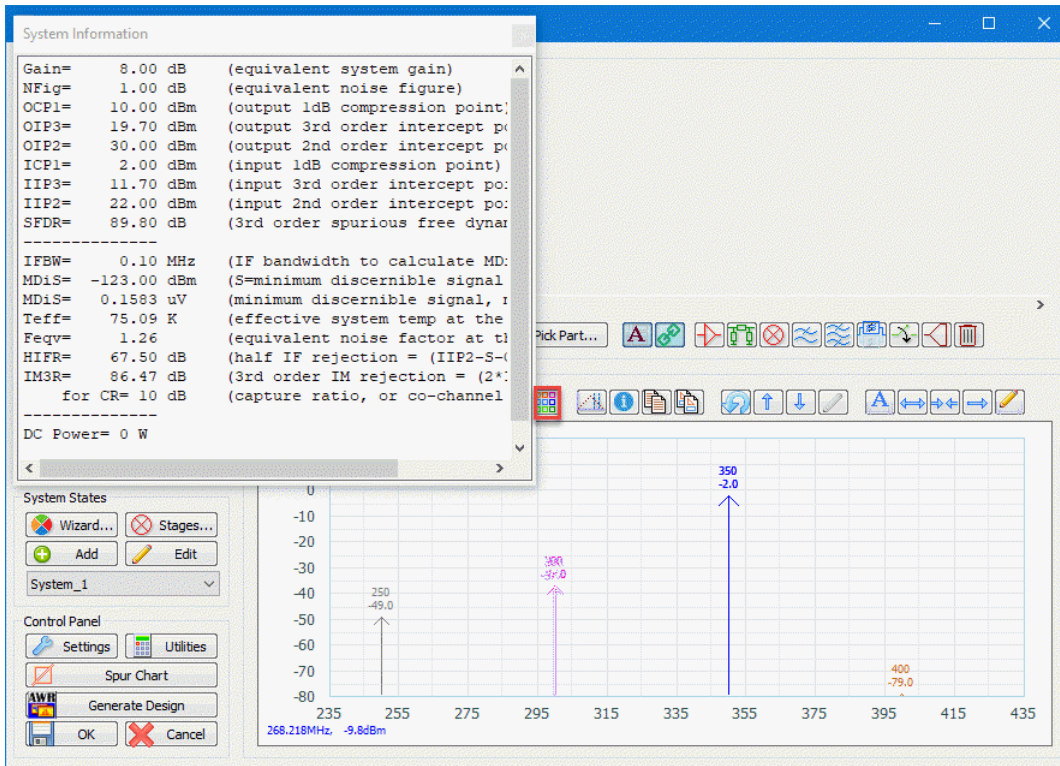 System Information
Gain= 8.00 dB (equivalent system gain)
NFig= 1.00 dB (equivalent noise figure)
OCP1= 10.00 dBm (output 1dB compression point)
OIP3= 19.70 dBm (output 3rd order intercept po
OIP2= 30.00 dBm (output 2nd order intercept po
ICP1= 2.00 dBm (input 1dB compression point)
IIP3= 11.70 dBm (input 3rd order intercept poi
IIP2= 22.00 dBm (input 2nd order intercept poi
SFDR= 89.80 dB (3rd order spurious free dynam
--------------
IFBW= 0.10 MHz (IF bandwidth to calculate MD
MDiS= -123.00 dBm (S=minimum discernible signal
MDiS= 0.1583 uV (minimum discernible signal,
Teff= 75.09 K (effective system temp at the
Feqv= 1.26 (equivalent noise factor at th
HIFR= 67.50 dB (half IF rejection = (IIP2-S-
IM3R= 86.47 dB (3rd order IM rejection = (2*
for CR= 10 dB (capture ratio, or co-channel
--------------
DC Power= 0 W
Pick Part...
A
A
System States
Wizard... Stages...
Add Edit
System_1
Control Panel
Settings Utilities
Spur Chart
AWR Generate Design
OK Cancel
350
-2.0
300
250
-49.0
400
-79.0
0
-10
-20
-30
-40
-50
-60
-70
-80
235 255 275 295 315 335 355 375 395 415 435
268.218MHz, -9.8dBm